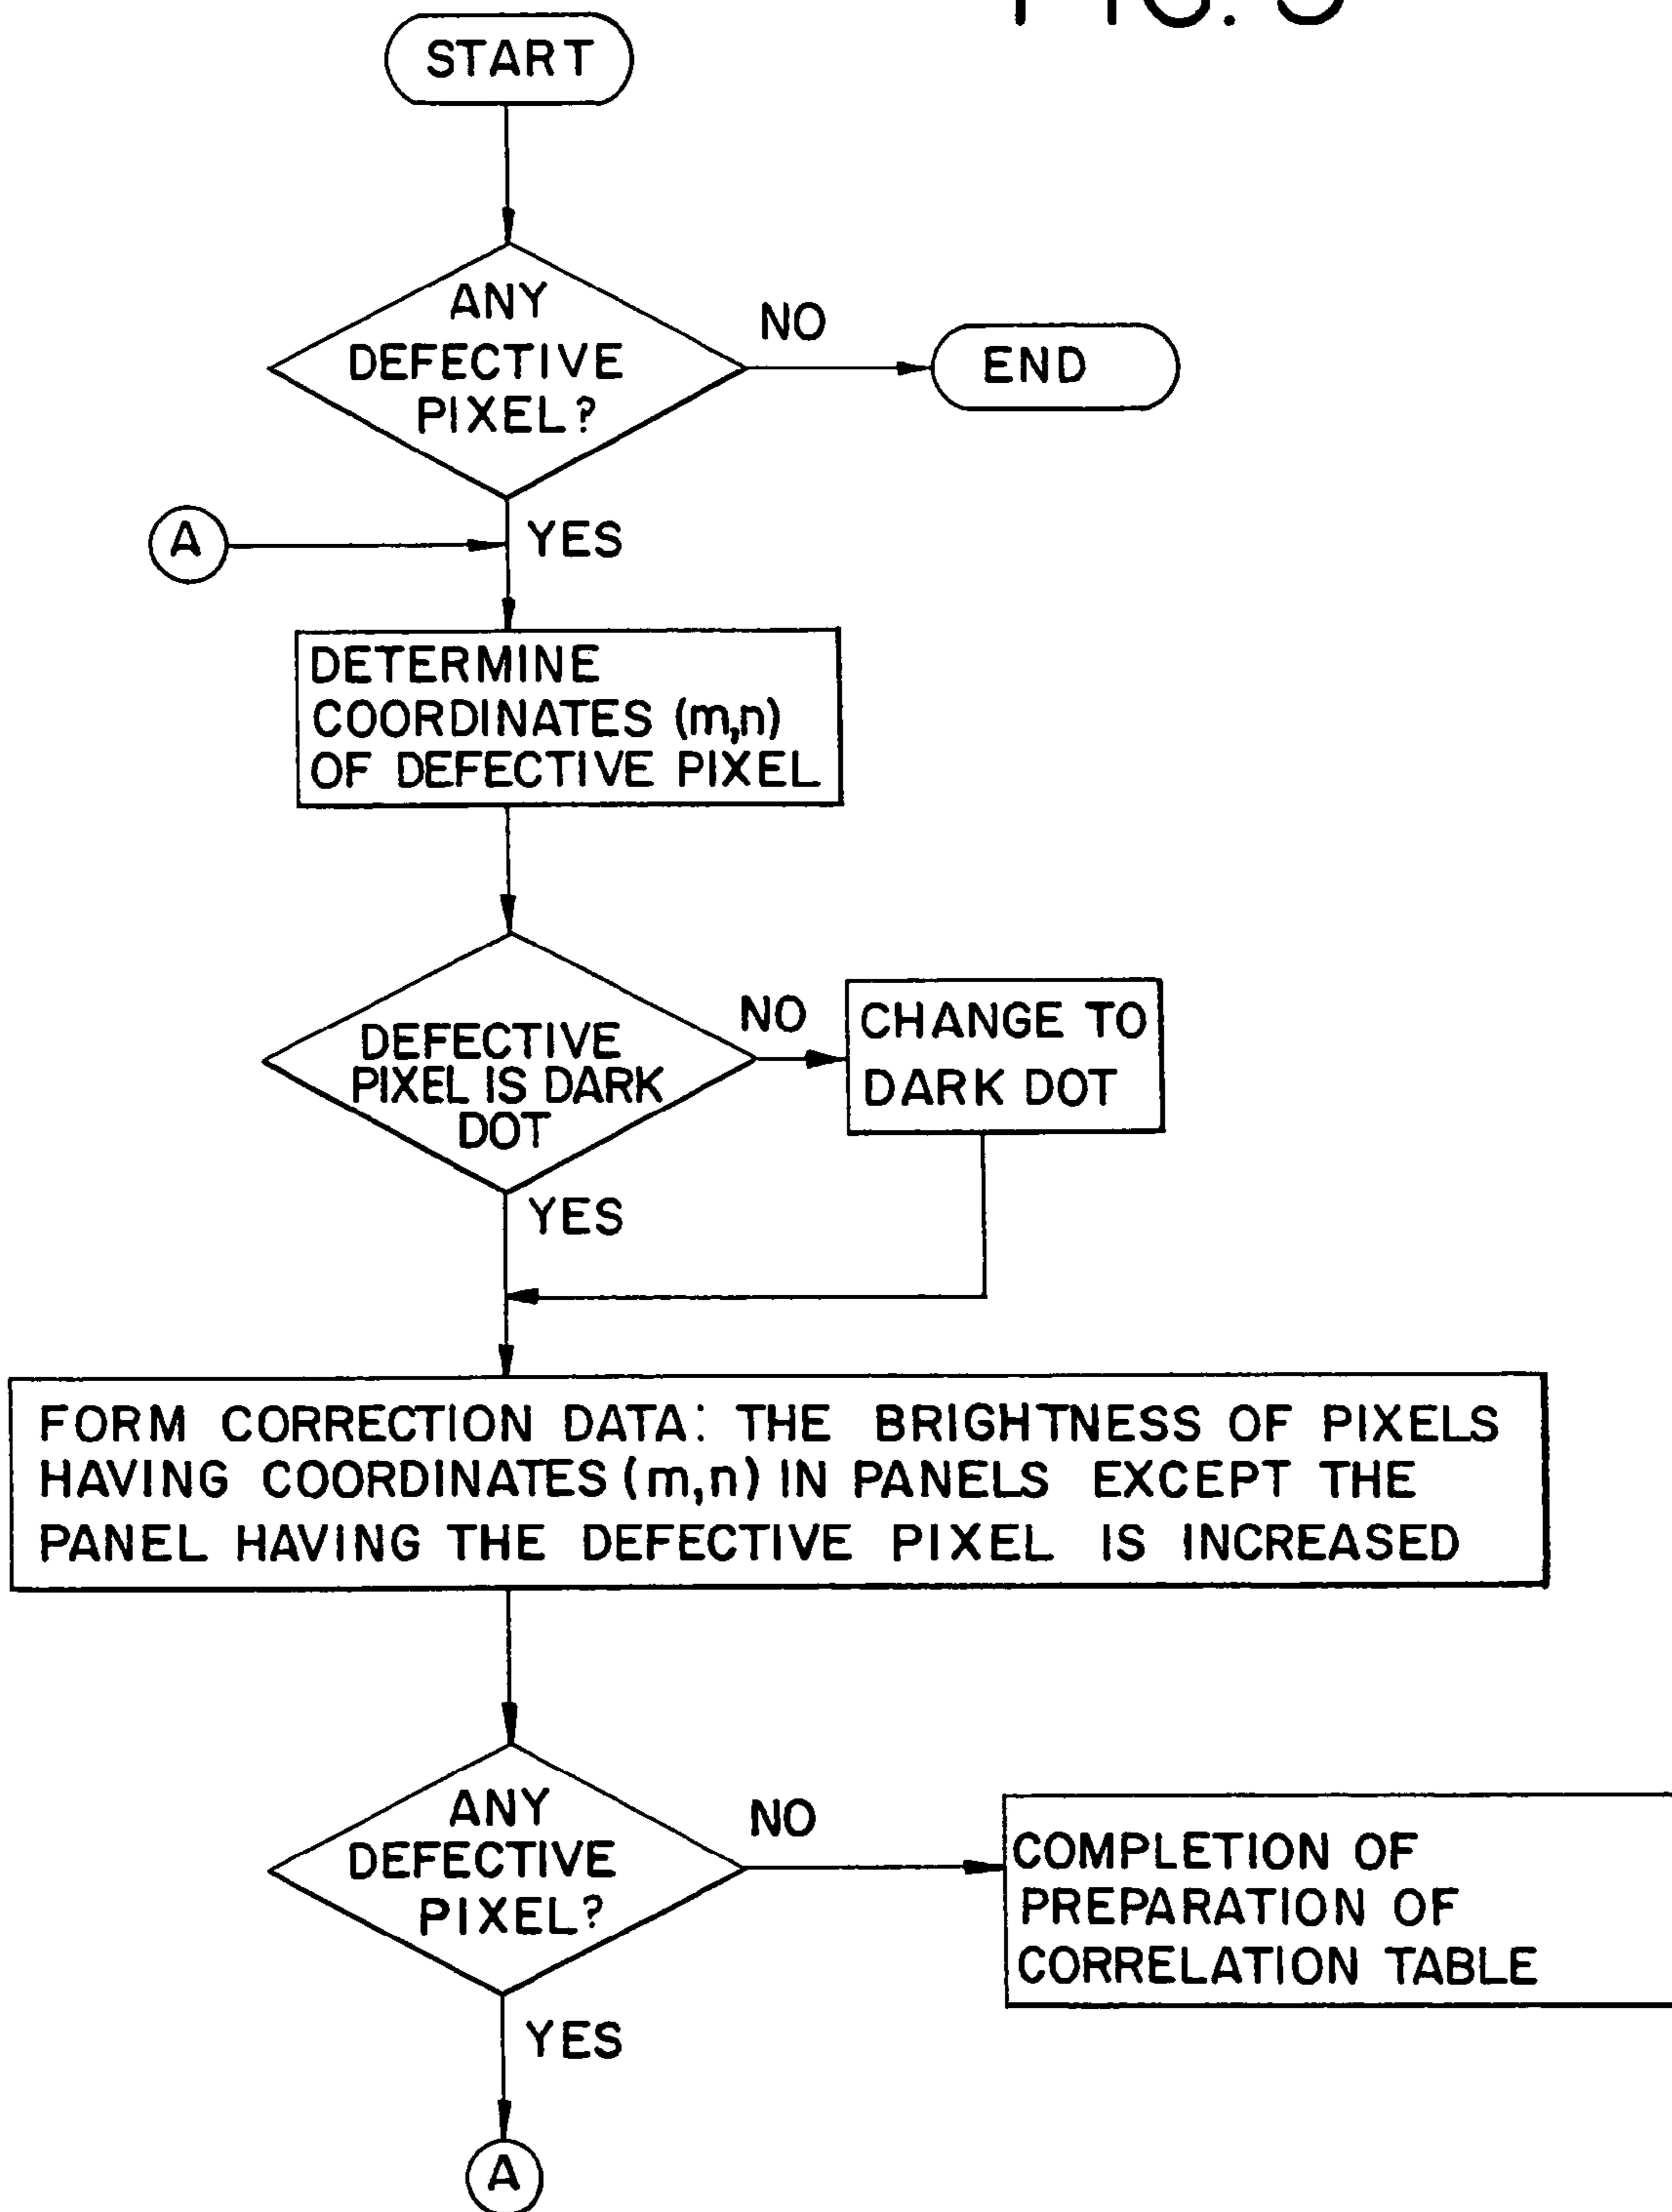 START
ANY
DEFECTIVE
PIXEL?
NO
END
A
YES
DETERMINE
COORDINATES (m,n)
OF DEFECTIVE PIXEL
DEFECTIVE
PIXEL IS DARK
DOT
NO
CHANGE TO
DARK DOT
YES
FORM CORRECTION DATA: THE BRIGHTNESS OF PIXELS
HAVING COORDINATES (m,n) IN PANELS EXCEPT THE
PANEL HAVING THE DEFECTIVE PIXEL IS INCREASED
ANY
DEFECTIVE
PIXEL?
NO
COMPLETION OF
PREPARATION OF
CORRELATION TABLE
YES
A